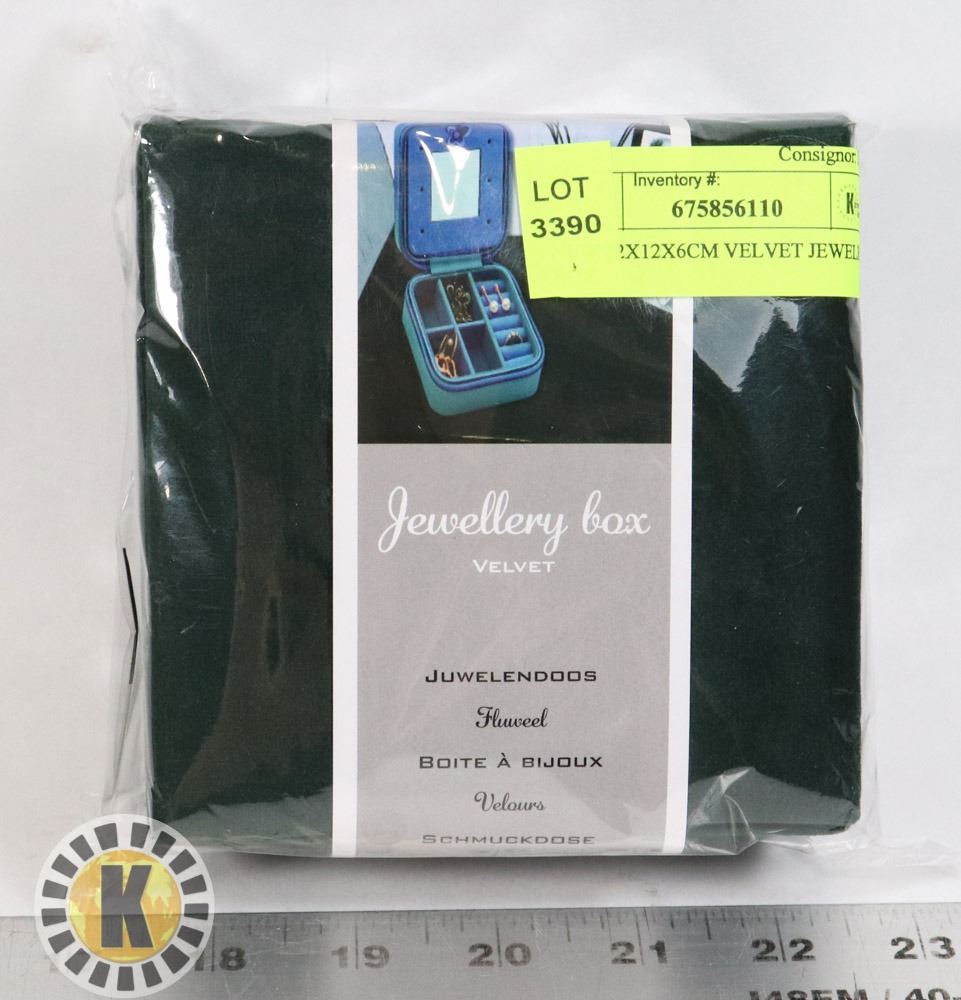 Consignor
LOT
3390
Inventory #:
675856110
K
2X12X6CM VELVET JEWEL
Jewellery box
VELVET
JUWELENDOOS
Fluweel
BOITE À BIJOUX
Velours
SCHMUCKDOSE
K
18 19 20 21 22 23